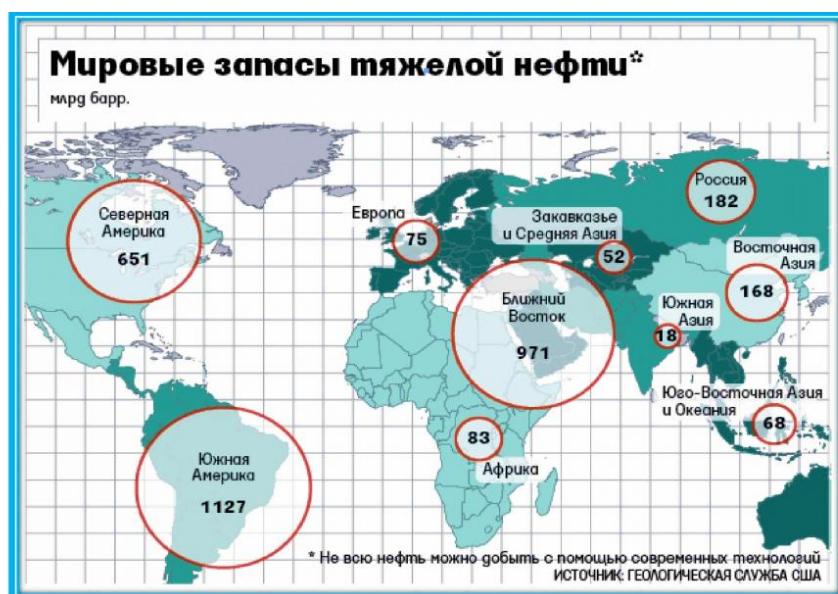 Мировые запасы тяжелой нефти*
млрд барр.
Северная
Америка
651
Европа
75
Закавказье
и Средняя Азия
52
Россия
182
Восточная
Азия
168
Ближний
Восток
971
Южная
Азия
18
Юго-Восточная Азия
и Океания
68
83
Африка
Южная
Америка
1127
* Не всю нефть можно добыть с помощью современных технологий
ИСТОЧНИК: ГЕОЛОГИЧЕСКАЯ СЛУЖБА США